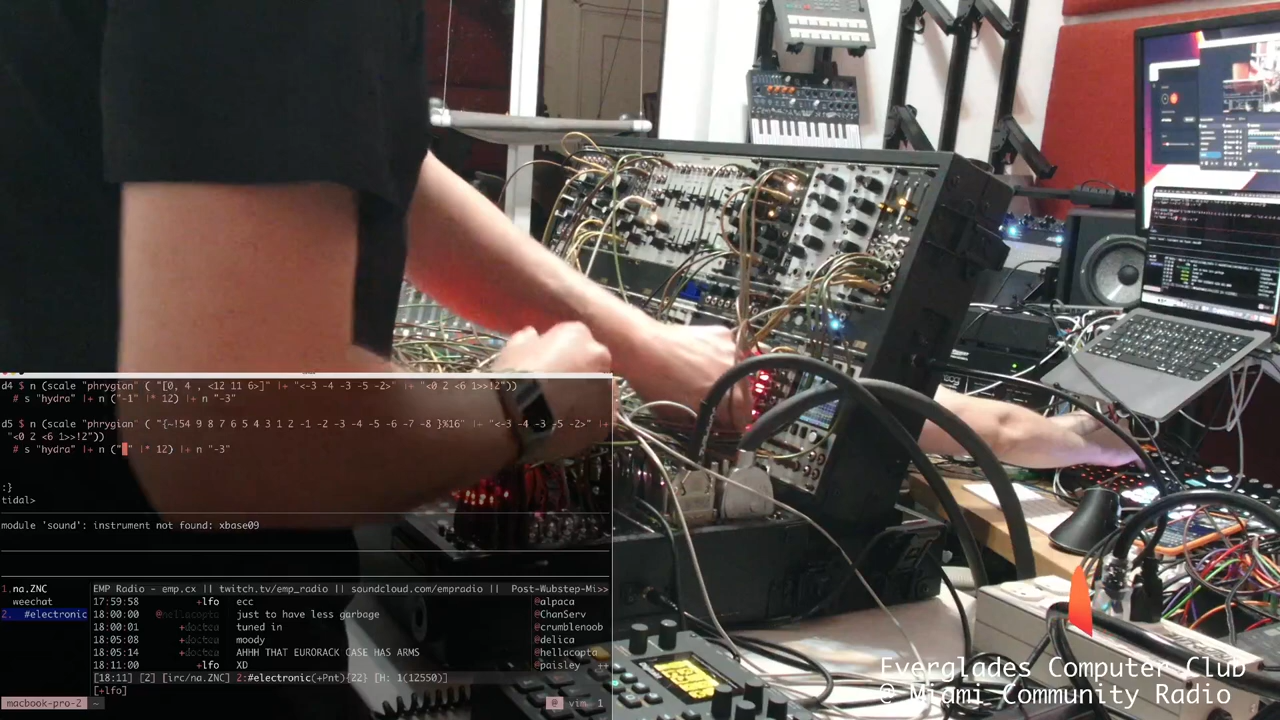 d4 $ n (scale "phrygian" ( "[0, 4 , <12 11 6>]" |+ "<-3 -4 -3 -5 -2>" |+ "<0 2 <6 1>>!2"))
# s "hydra" |+ n ("-1" |* 12) |+ n "-3"
d5 $ n (scale "phrygian" ( "{~!54 9 8 7 6 5 4 3 1 2 -1 -2 -3 -4 -5 -6 -7 -8 }%16" |+ "<-3 -4 -3 -5 -2>" |+
"<0 2 <6 1>>!2"))
# s "hydra" |+ n (" " |* 12) |+ n "-3"
:}
tidal>
module 'sound': instrument not found: xbase09
1.na.ZNC EMP Radio - emp.cx || twitch.tv/emp_radio || soundcloud.com/empradio || Post-Wubstep-Mi>>
weechat 17:59:58 +lfo ecc @alpaca
2. #electronic 18:00:00 @hellocopta just to have less garbage @ChanServ
18:00:01 tuned in @crumblenoob
18:05:08 moody @delica
18:05:14 AHHH THAT EURORACK CASE HAS ARMS @hellacopta
18:11:00 +lfo XD @paisley ++
[18:11] [2] [irc/na.ZNC] 2:#electronic(+Pnt){22} [H: 1(12550)]
[+lfo]
macbook-pro-2 ~ @ vim 1
Everglades Computer Club
@ Miami Community Radio